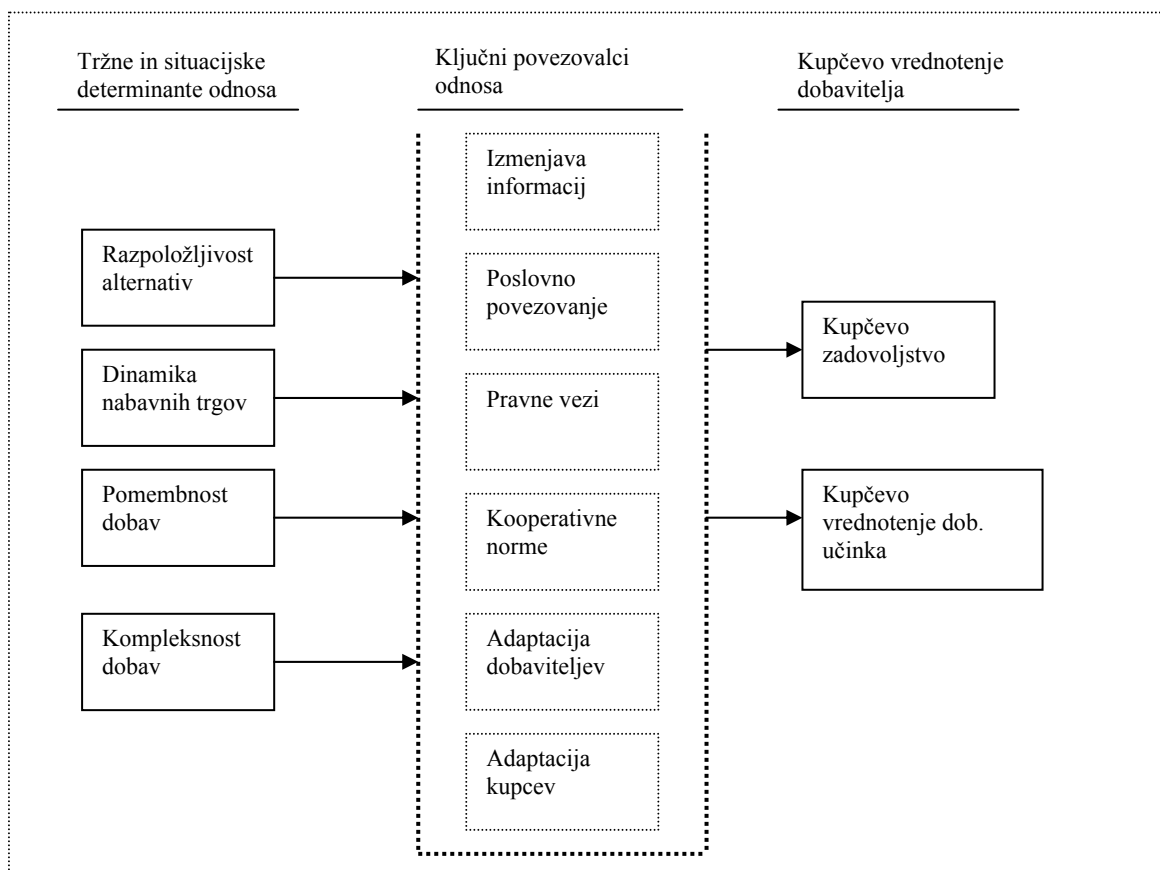 Tržne in situacijske
determinante odnosa
Razpoložljivost
alternativ
Dinamika
nabavnih trgov
Pomembnost
dobav
Kompleksnost
dobav
Ključni povezovalci
odnosa
Izmenjava
informacij
Poslovno
povezovanje
Pravne vezi
Kooperativne
norme
Adaptacija
dobaviteljev
Adaptacija
kupcev
Kupčevo vrednotenje
dobavitelja
Kupčevo
zadovoljstvo
Kupčevo
vrednotenje dob.
učinka